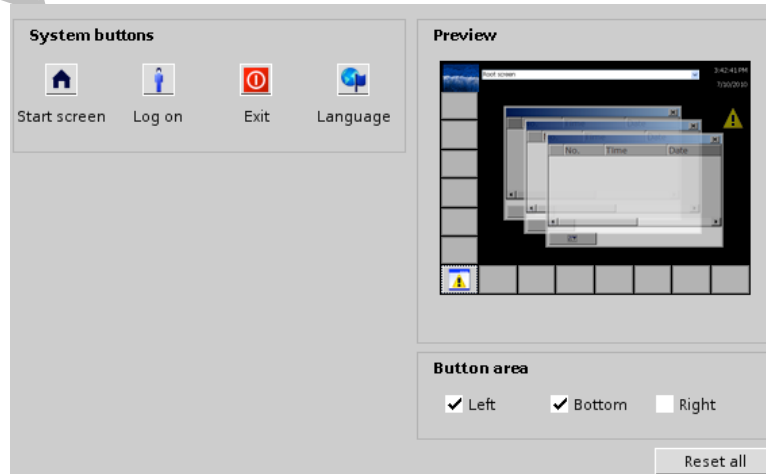 System buttons
Start screen
Log on
Exit
Language
Preview
Root screen
3:42:41 PM
7/10/2010
No. Time Date
Button area
Left
Bottom
Right
Reset all